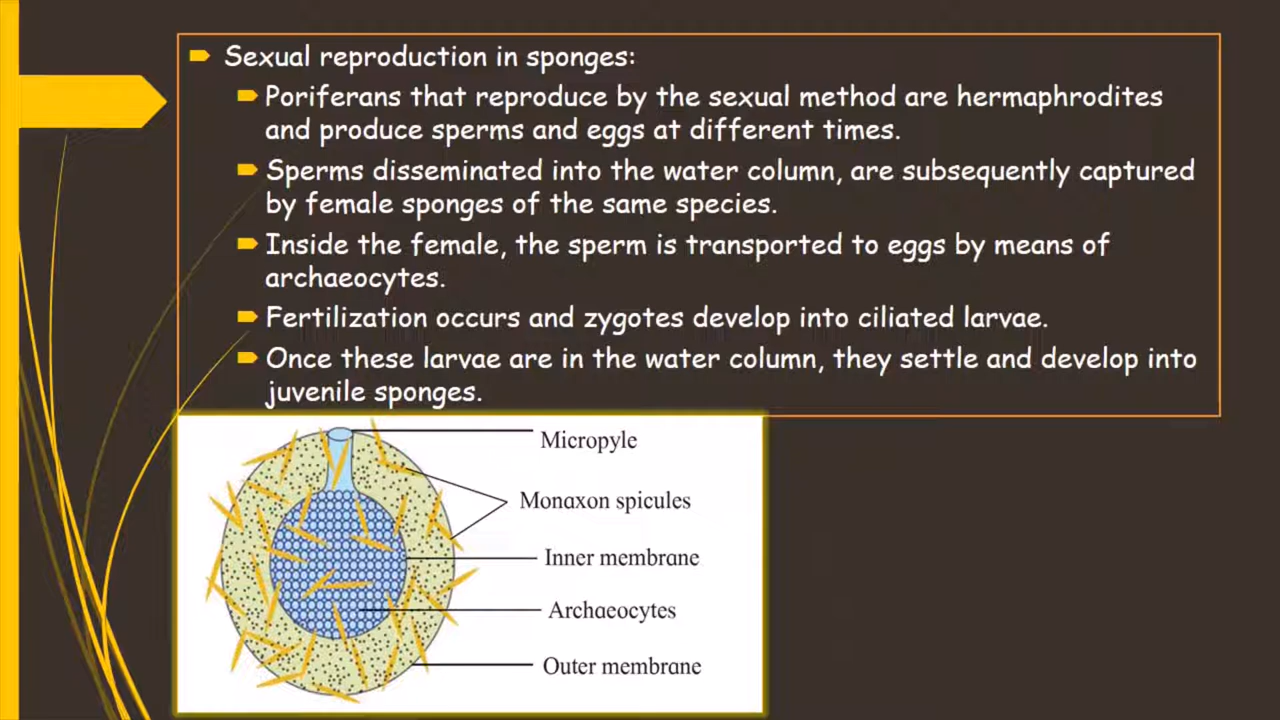 Sexual reproduction in sponges:
Poriferans that reproduce by the sexual method are hermaphrodites
and produce sperms and eggs at different times.
Sperms disseminated into the water column, are subsequently captured
by female sponges of the same species.
Inside the female, the sperm is transported to eggs by means of
archaeocytes.
Fertilization occurs and zygotes develop into ciliated larvae.
Once these larvae are in the water column, they settle and develop into
juvenile sponges.
Micropyle
Monaxon spicules
Inner membrane
Archaeocytes
Outer membrane